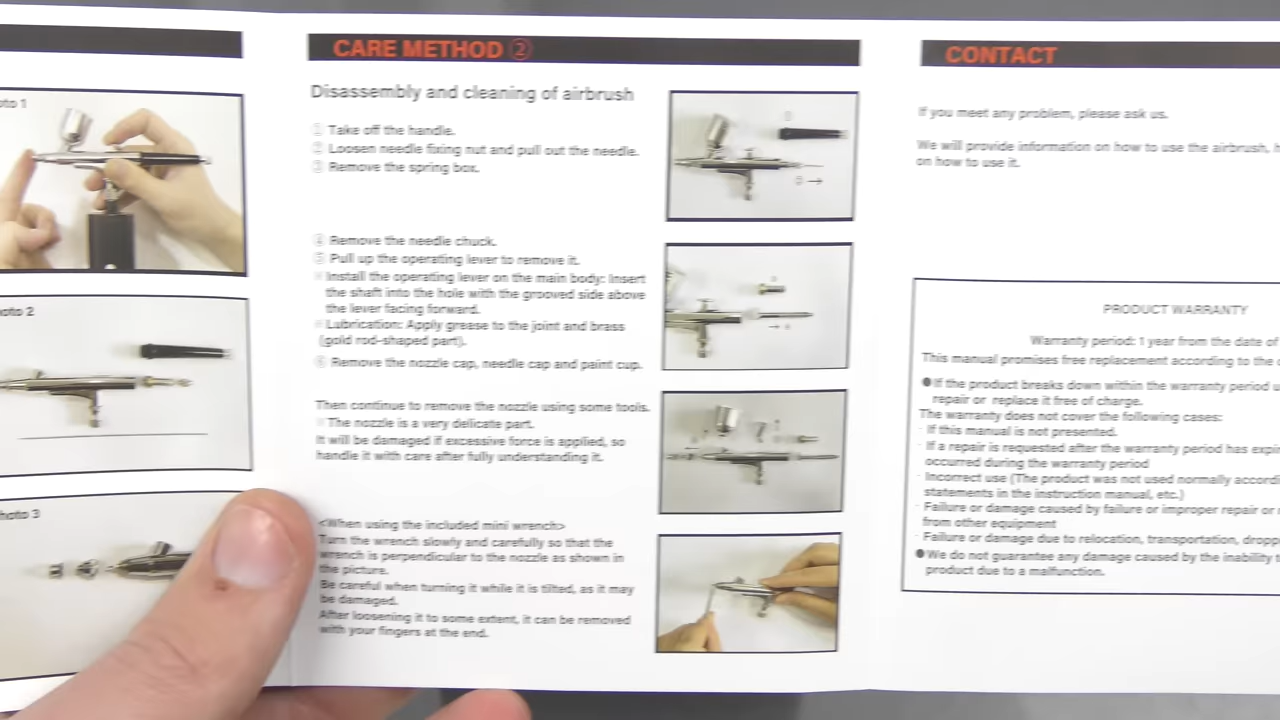 oto 1
oto 2
hoto 3
CARE METHOD ②
Disassembly and cleaning of airbrush
① Take off the handle.
② Loosen needle fixing nut and pull out the needle.
③ Remove the spring box.
④ Remove the needle chuck.
⑤ Pull up the operating lever to remove it.
Install the operating lever on the main body: Insert
the shaft into the hole with the grooved side above
the lever facing forward.
Lubrication: Apply grease to the joint and brass
(gold rod-shaped part).
⑥ Remove the nozzle cap, needle cap and paint cup.
Then continue to remove the nozzle using some tools.
The nozzle is a very delicate part.
It will be damaged if excessive force is applied, so
handle it with care after fully understanding it.
<When using the included mini wrench>
Turn the wrench slowly and carefully so that the
wrench is perpendicular to the nozzle as shown in
the picture.
Be careful when turning it while it is tilted, as it may
be damaged.
After loosening it to some extent, it can be removed
with your fingers at the end.
CONTACT
If you meet any problem, please ask us.
We will provide information on how to use the airbrush, h
on how to use it.
PRODUCT WARRANTY
Warranty period: 1 year from the date of
This manual promises free replacement according to the
●If the product breaks down within the warranty period
repair or replace it free of charge.
The warranty does not cover the following cases:
· If this manual is not presented.
· If a repair is requested after the warranty period has expi
occurred during the warranty period
· Incorrect use (The product was not used normally accordi
statements in the instruction manual, etc.)
· Failure or damage caused by failure or improper repair or
from other equipment
· Failure or damage due to relocation, transportation, dropp
●We do not guarantee any damage caused by the inability
product due to a malfunction.